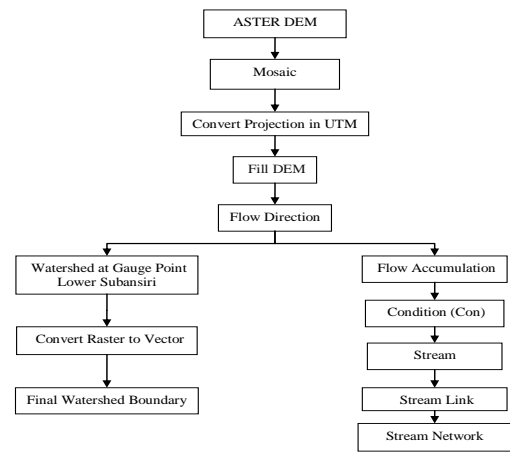 ASTER DEM
Mosaic
Convert Projection in UTM
Fill DEM
Flow Direction
Watershed at Gauge Point
Lower Subansiri
Convert Raster to Vector
Final Watershed Boundary
Flow Accumulation
Condition (Con)
Stream
Stream Link
Stream Network